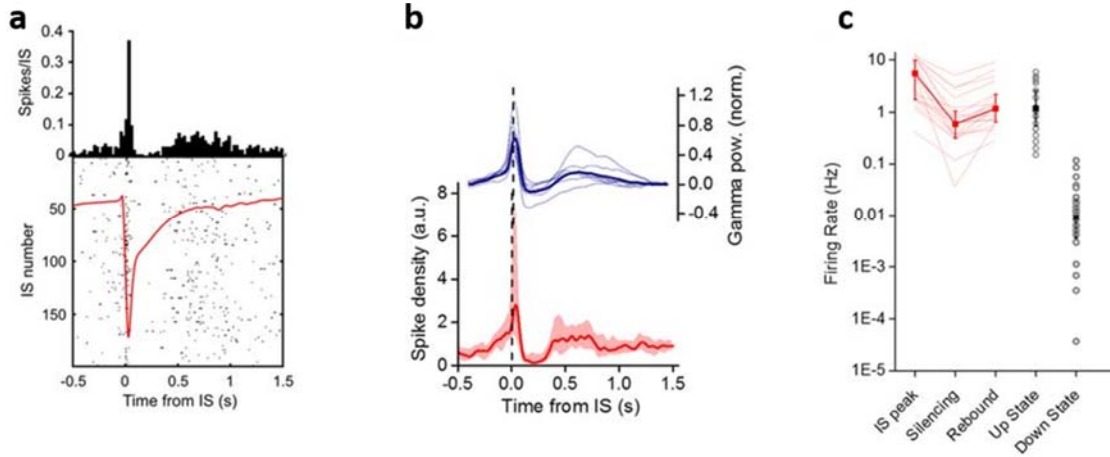 a
Spikes/IS
0.4
0.3
0.2
0.1
0
IS number
50
100
150
-0.5
0
0.5
1.0
1.5
Time from IS (s)
b
Gamma pow. (norm.)
1.2
0.8
0.4
0.0
-0.4
Spike density (a.u.)
8
6
4
2
0
-0.5
0.0
0.5
1.0
1.5
Time from IS (s)
c
Firing Rate (Hz)
10
1
0.1
0.01
1E-3
1E-4
1E-5
IS peak
Silencing
Rebound
Up State
Down State